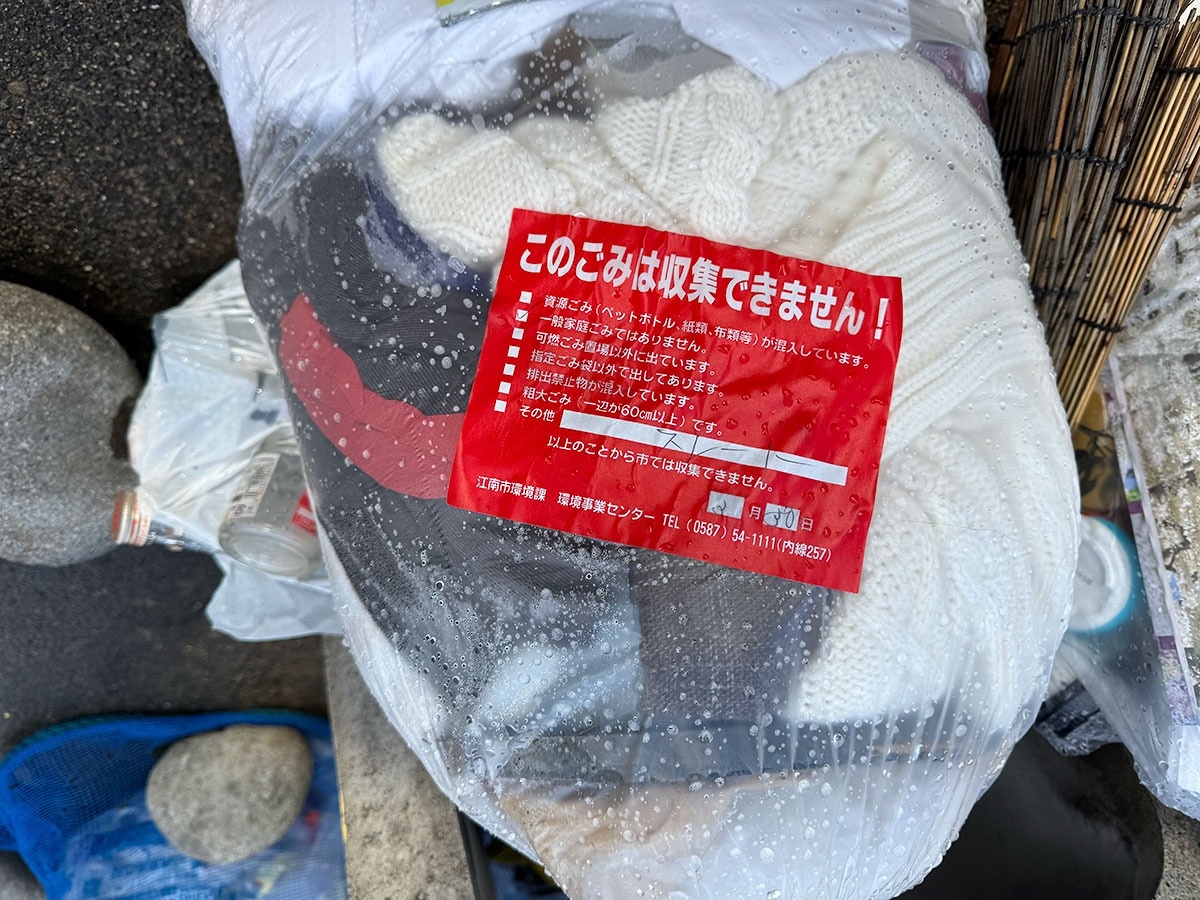 このごみは収集できません！
資源ごみ（ペットボトル、紙類、布類等）が混入しています。
一般家庭ごみではありません。
可燃ごみ置場以外に出ています。
指定ごみ袋以外で出してあります。
排出禁止物が混入しています。
粗大ごみ（一辺が60㎝以上）です。
その他
以上のことから市では収集できません。
月30日
江南市環境課 環境事業センター TEL（0587）54-1111(内線257)